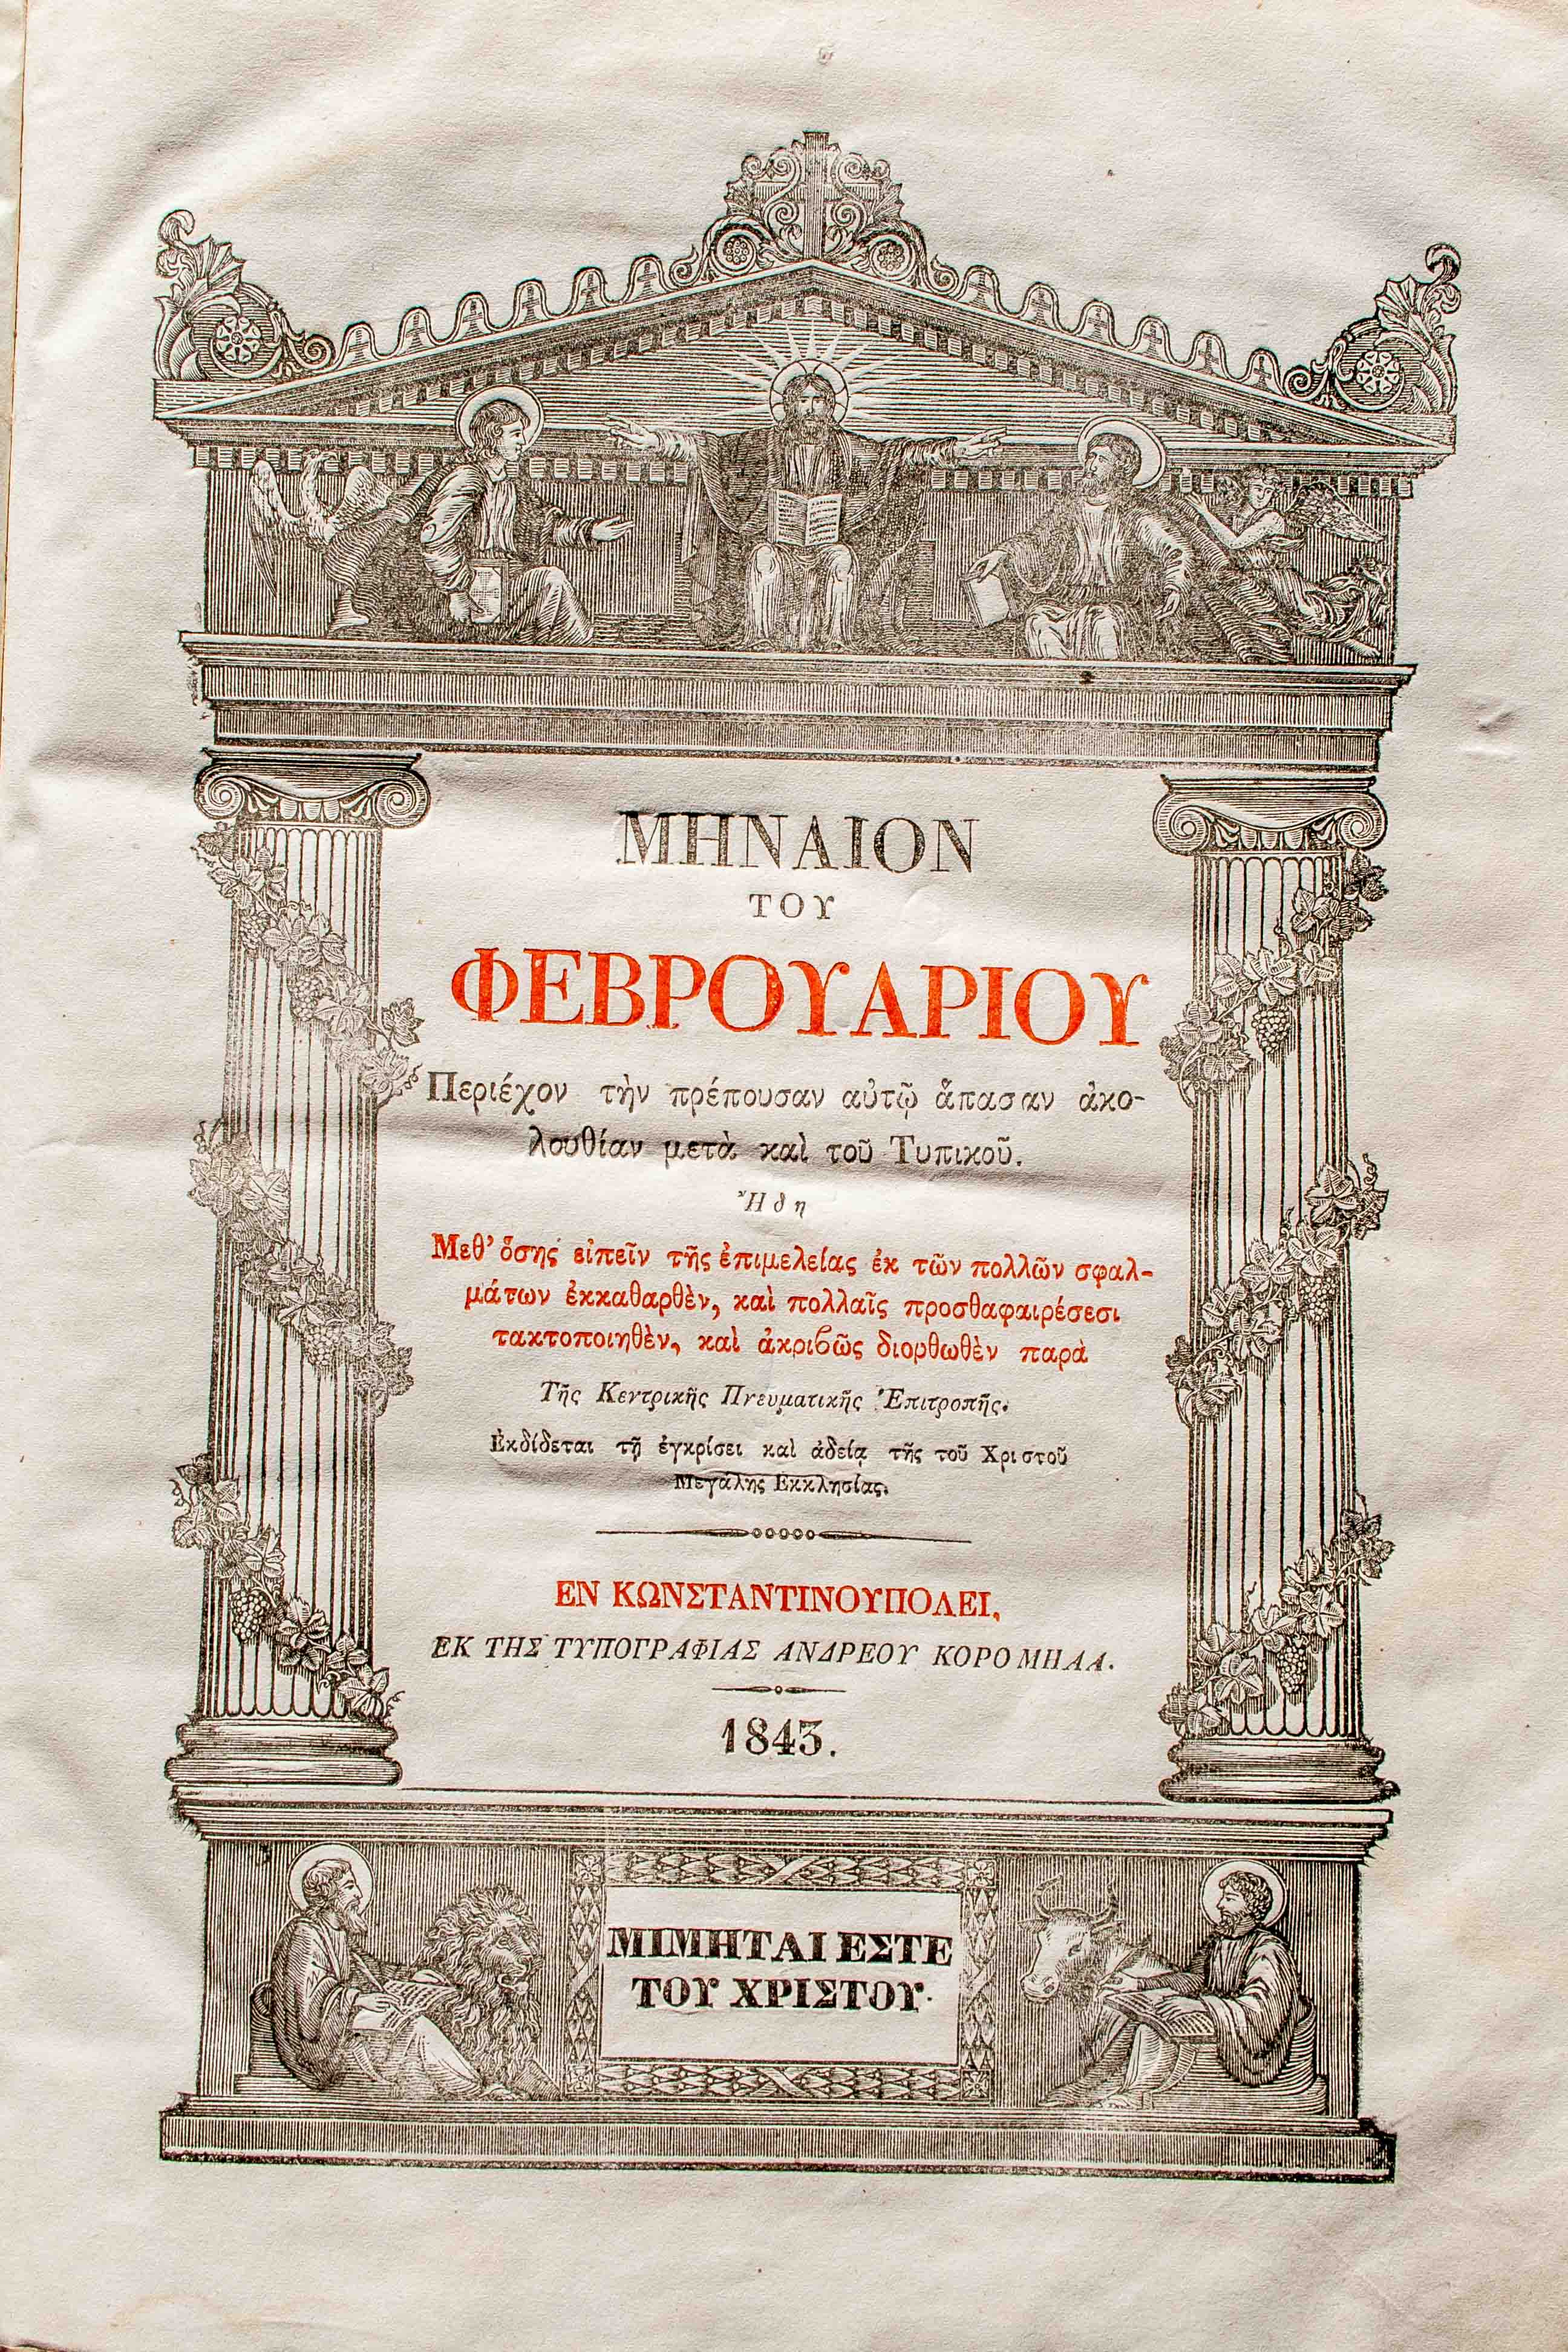 ΜΗΝΑΙΟΝ
ΤΟΥ
ΦΕΒΡΟΥΑΡΙΟΥ
Περιέχον τὴν πρέπουσαν αὐτῷ ἅπασαν ἀκο-
λουθίαν μετὰ καὶ τοῦ Τυπικοῦ.
Ἤδη
Μεθ' ὅσης εἰπεῖν τῆς ἐπιμελείας ἐκ τῶν πολλῶν σφαλ-
μάτων ἐκκαθαρθὲν, καὶ πολλαῖς προσθαφαιρέσεσι
τακτοποιηθὲν, καὶ ἀκριϐῶς διορθωθὲν παρὰ
Τῆς Κεντρικῆς Πνευματικῆς Ἐπιτροπῆς.
Ἐκδίδεται τῇ ἐγκρίσει καὶ ἀδείᾳ τῆς τοῦ Χριστοῦ
Μεγάλης Ἐκκλησίας.
ΕΝ ΚΩΝΣΤΑΝΤΙΝΟΥΠΟΛΕΙ,
ΕΚ ΤΗΣ ΤΥΠΟΓΡΑΦΙΑΣ ΑΝΔΡΕΟΥ ΚΟΡΟΜΗΛΑ.
1843.
ΜΙΜΗΤΑΙ ΕΣΤΕ
ΤΟΥ ΧΡΙΣΤΟΥ.